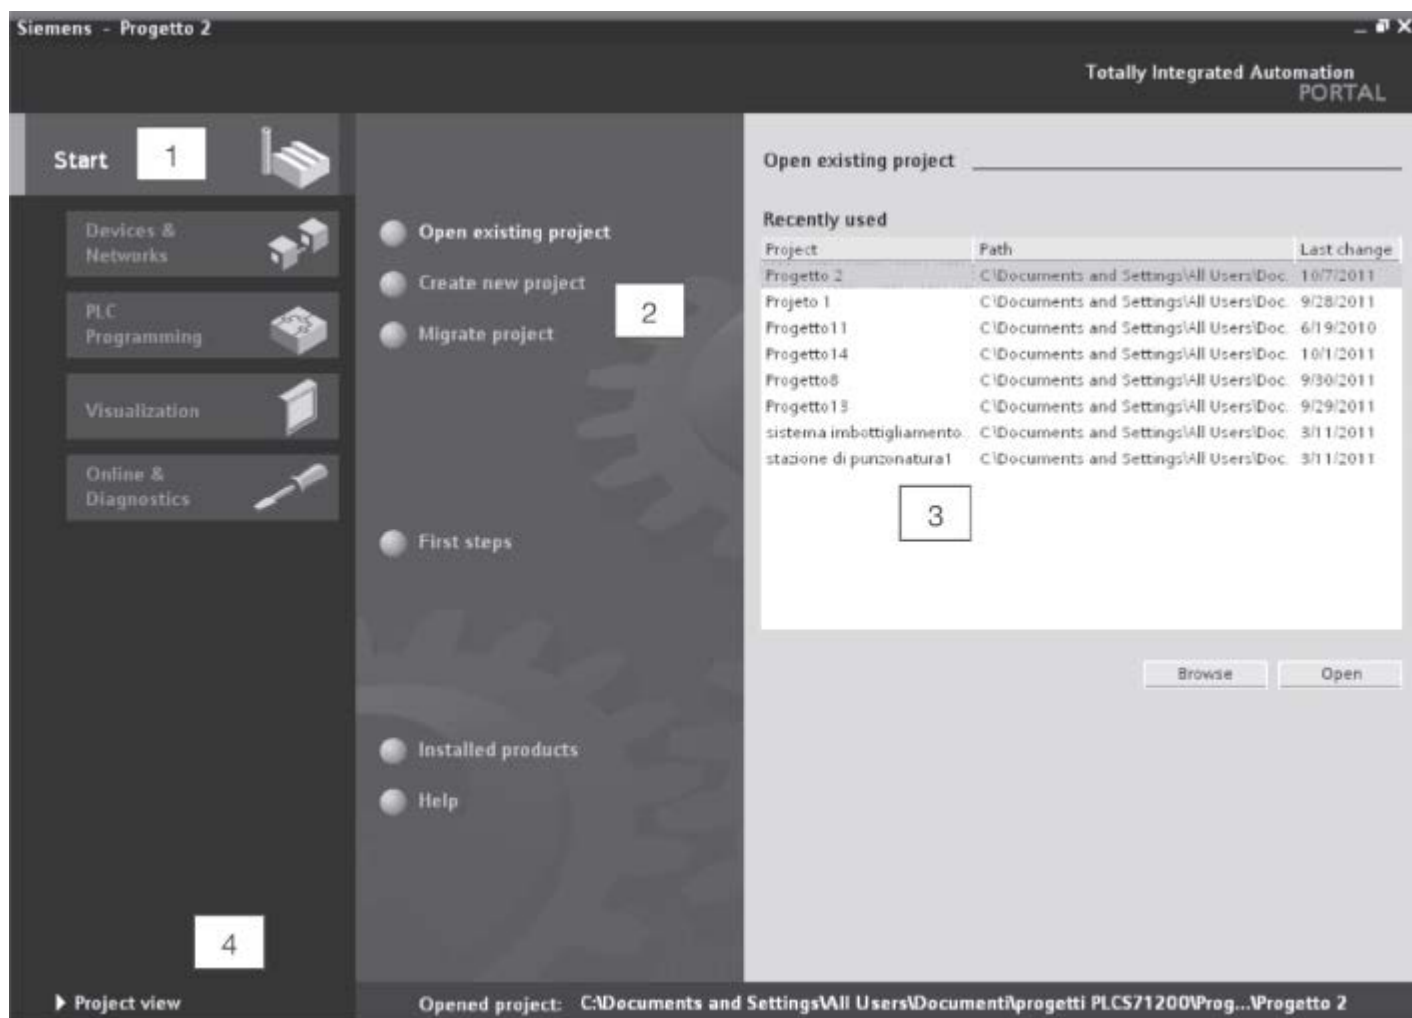 Siemens - Progetto 2
Totally Integrated Automation
PORTAL
Start
1
Devices &
Networks
PLC
Programming
Visualization
Online &
Diagnostics
4
Project view
Open existing project
Create new project
2
Migrate project
First steps
Installed products
Help
Open existing project
Recently used
Project Path Last change
Progetto 2 C\Documents and Settings\All Users\Doc. 10/7/2011
Projeto 1 C\Documents and Settings\All Users\Doc. 9/28/2011
Progetto11 C\Documents and Settings\All Users\Doc. 6/19/2010
Progetto14 C\Documents and Settings\All Users\Doc. 10/1/2011
Progetto8 C\Documents and Settings\All Users\Doc. 9/30/2011
Progetto13 C\Documents and Settings\All Users\Doc. 9/29/2011
sistema imbottigliamento C\Documents and Settings\All Users\Doc. 3/11/2011
stazione di punzonatura1 C\Documents and Settings\All Users\Doc. 3/11/2011
3
Browse Open
Opened project: C:\Documents and Settings\All Users\Documenti\progetti PLCS71200\Prog...\Progetto 2